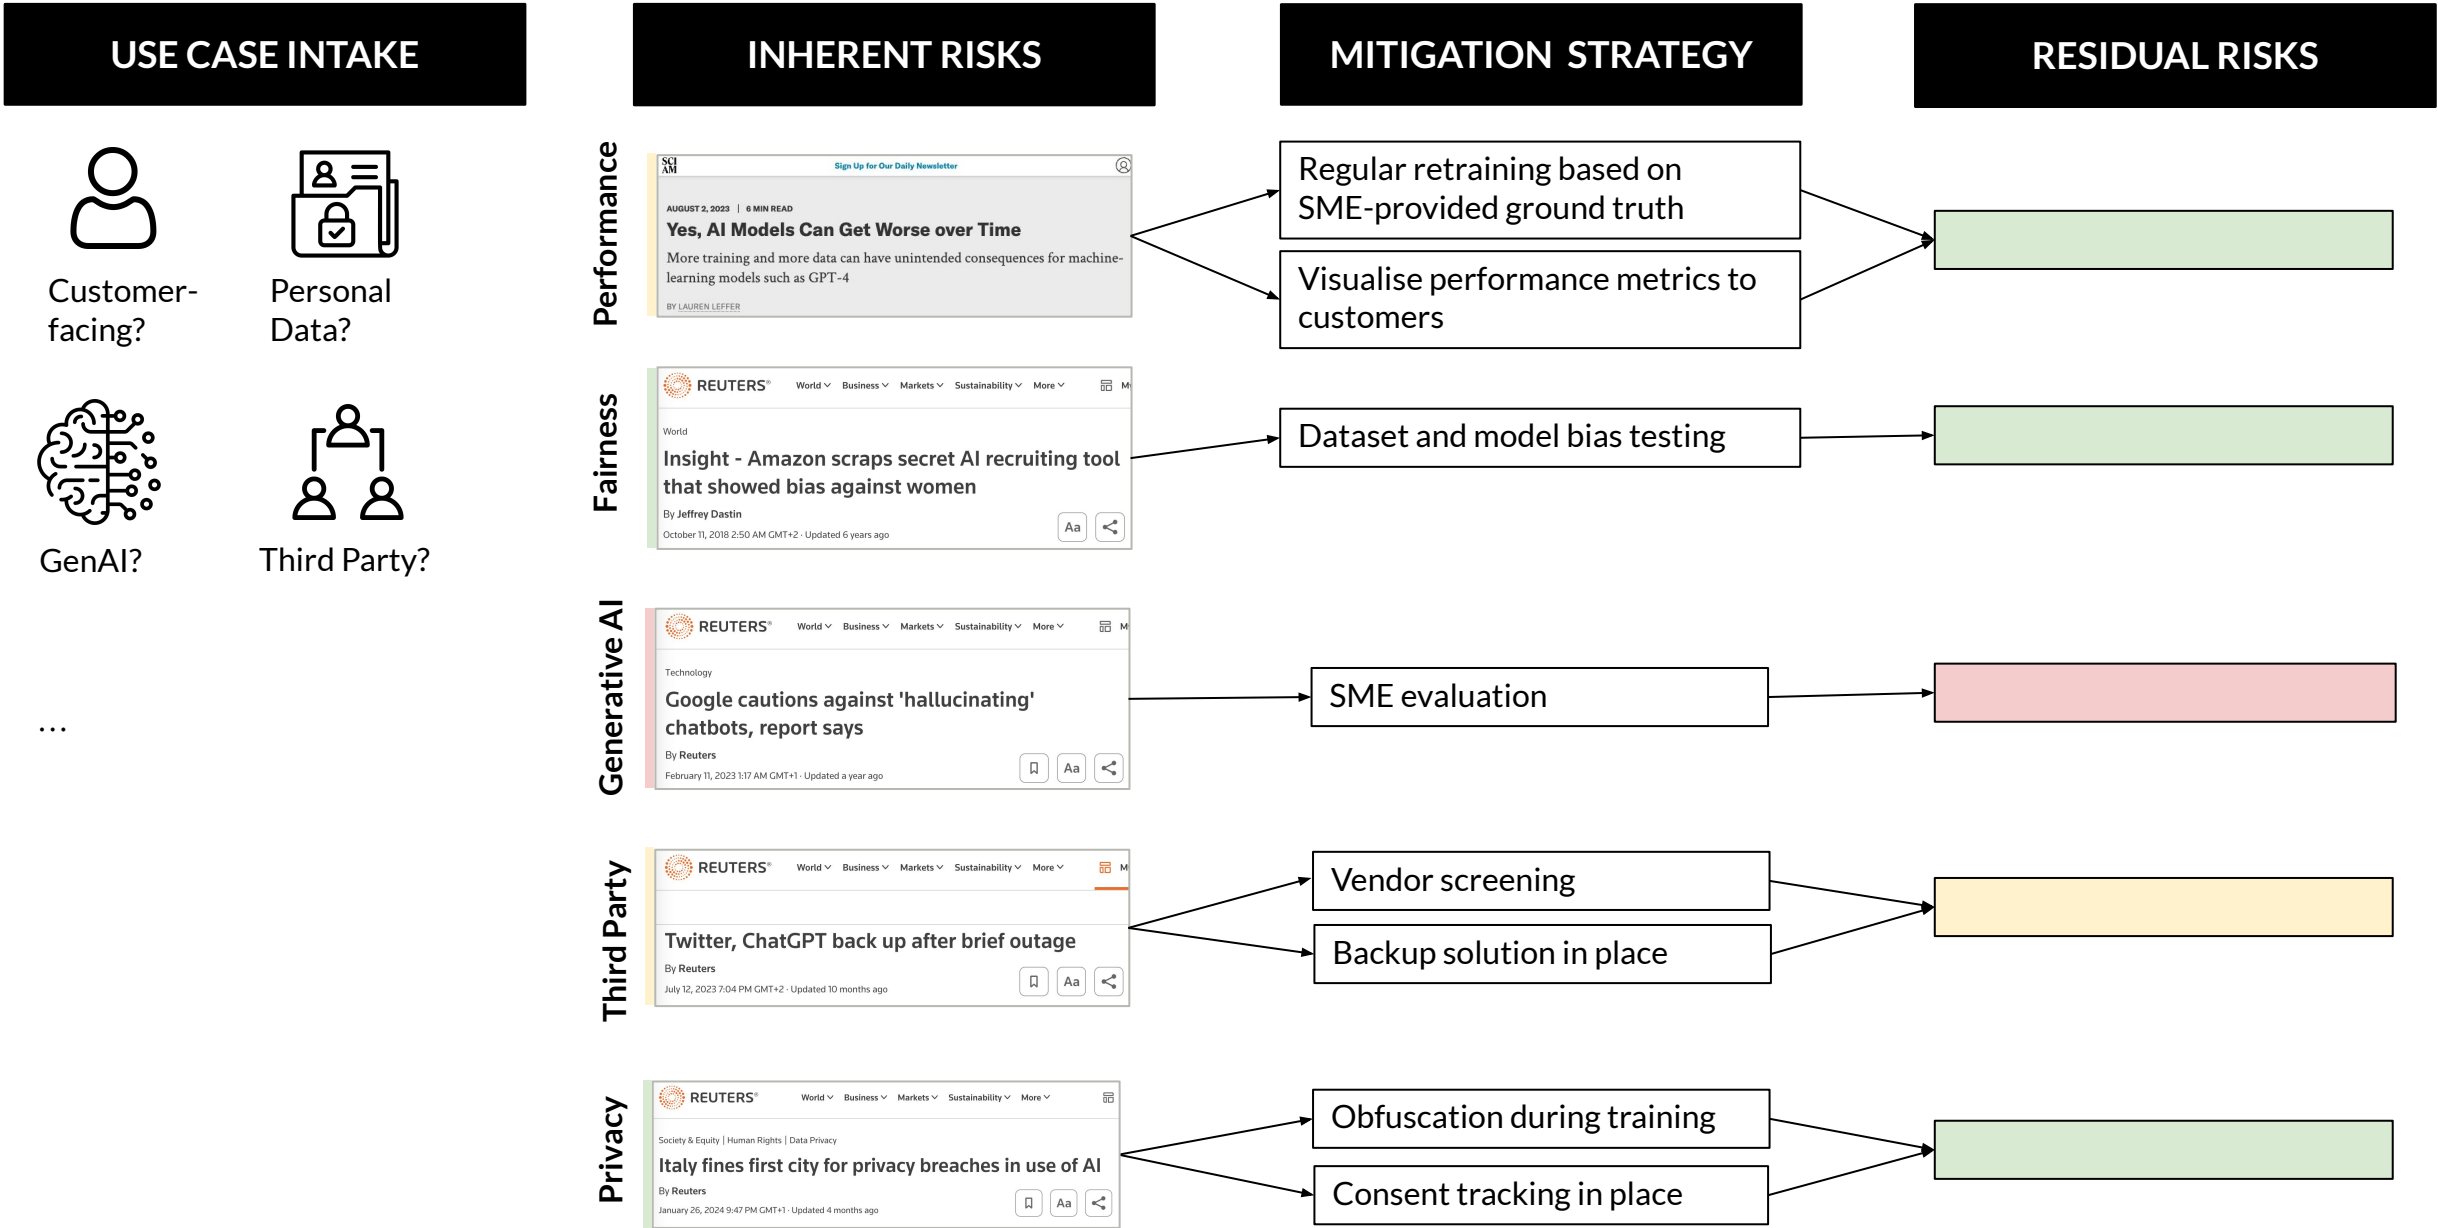 USE CASE INTAKE
INHERENT RISKS
MITIGATION STRATEGY
RESIDUAL RISKS
Customer-
facing?
Personal
Data?
GenAI?
Third Party?
...
Performance
SCI
AM
Sign Up for Our Daily Newsletter
AUGUST 2, 2023 | 6 MIN READ
Yes, AI Models Can Get Worse over Time
More training and more data can have unintended consequences for machine-
learning models such as GPT-4
BY LAUREN LEFFER
Regular retraining based on
SME-provided ground truth
Visualise performance metrics to
customers
Fairness
REUTERS®
World Business Markets Sustainability More M
World
Insight - Amazon scraps secret AI recruiting tool
that showed bias against women
By Jeffrey Dastin
October 11, 2018 2:50 AM GMT+2 · Updated 6 years ago
Aa
Dataset and model bias testing
Generative AI
REUTERS®
World Business Markets Sustainability More M
Technology
Google cautions against 'hallucinating'
chatbots, report says
By Reuters
February 11, 2023 1:17 AM GMT+1 · Updated a year ago
Aa
SME evaluation
Third Party
REUTERS®
World Business Markets Sustainability More M
Twitter, ChatGPT back up after brief outage
By Reuters
July 12, 2023 7:04 PM GMT+2 · Updated 10 months ago
Aa
Vendor screening
Backup solution in place
Privacy
REUTERS®
World Business Markets Sustainability More
Society & Equity | Human Rights | Data Privacy
Italy fines first city for privacy breaches in use of AI
By Reuters
January 26, 2024 9:47 PM GMT+1 · Updated 4 months ago
Aa
Obfuscation during training
Consent tracking in place